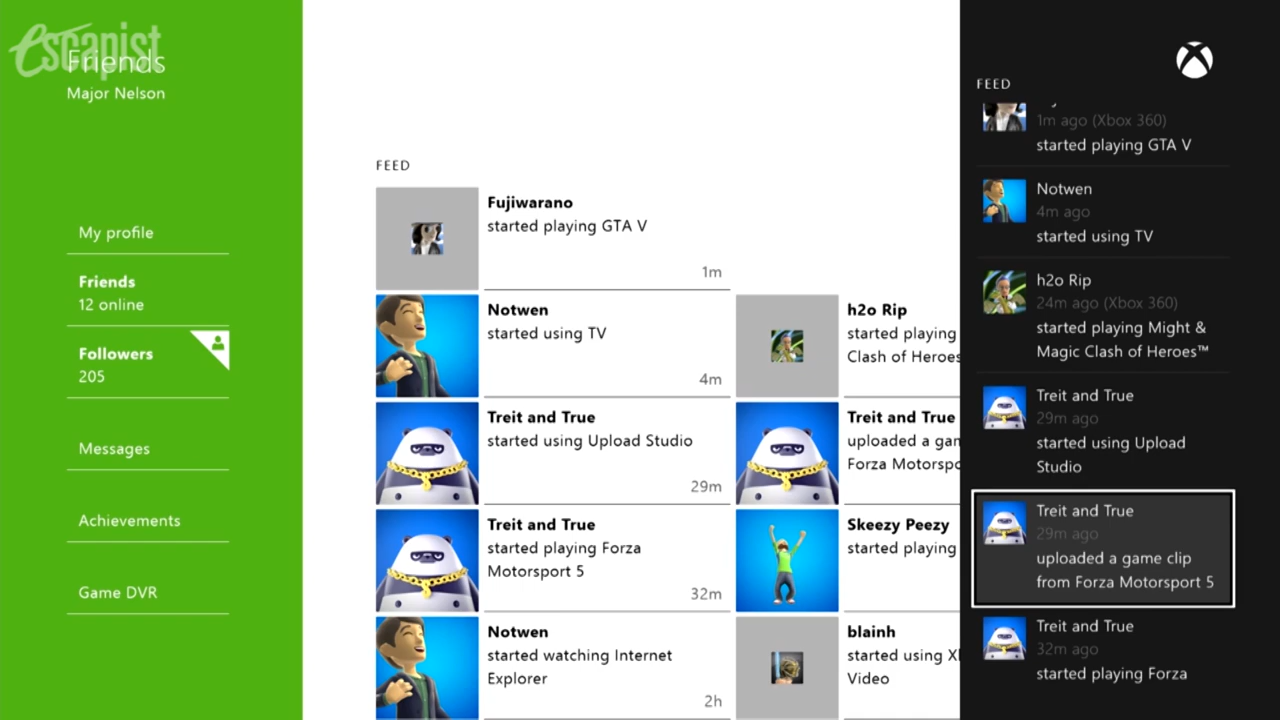 escapist
Friends
Major Nelson
My profile
Friends
12 online
Followers
205
Messages
Achievements
Game DVR
FEED
Fujiwarano
started playing GTA V
1m
Notwen
started using TV
4m
h2o Rip
started playing
Clash of Heroes
Treit and True
started using Upload Studio
29m
Treit and True
uploaded a gam
Forza Motorspo
Treit and True
started playing Forza
Motorsport 5
32m
Skeezy Peezy
started playing
Notwen
started watching Internet
Explorer
2h
blainh
started using X
Video
FEED
1m ago (Xbox 360)
started playing GTA V
Notwen
4m ago
started using TV
h2o Rip
24m ago (Xbox 360)
started playing Might &
Magic Clash of Heroes™
Treit and True
29m ago
started using Upload
Studio
Treit and True
29m ago
uploaded a game clip
from Forza Motorsport 5
Treit and True
32m ago
started playing Forza